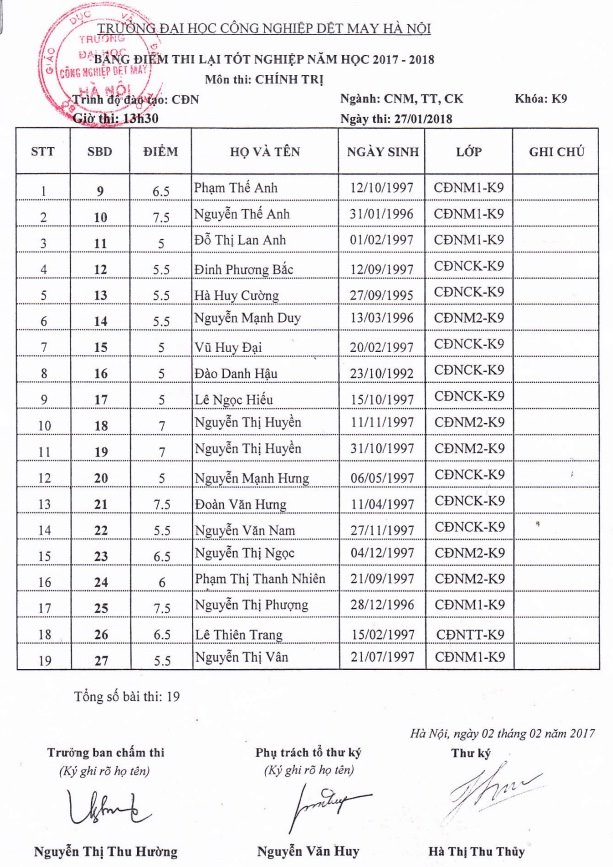 TRƯỜNG ĐẠI HỌC CÔNG NGHIỆP DỆT MAY HÀ NỘI
BẢNG ĐIỂM THI LẠI TỐT NGHIỆP NĂM HỌC 2017 - 2018
Môn thi: CHÍNH TRỊ
Trình độ đào tạo: CĐN Ngành: CNM, TT, CK Khóa: K9
Giờ thi: 13h30 Ngày thi: 27/01/2018
TRƯỜNG
ĐẠI HỌC
CÔNG NGHIỆP DỆT MAY
HÀ NỘI
STT SBD ĐIỂM HỌ VÀ TÊN NGÀY SINH LỚP GHI CHÚ
1 9 6.5 Phạm Thế Anh 12/10/1997 CĐNM1-K9
2 10 7.5 Nguyễn Thế Anh 31/01/1996 CĐNM1-K9
3 11 5 Đỗ Thị Lan Anh 01/02/1997 CĐNM1-K9
4 12 5.5 Đinh Phương Bắc 12/09/1997 CĐNCK-K9
5 13 5.5 Hà Huy Cường 27/09/1995 CĐNCK-K9
6 14 5.5 Nguyễn Mạnh Duy 13/03/1996 CĐNM2-K9
7 15 5 Vũ Huy Đại 20/02/1997 CĐNCK-K9
8 16 5 Đào Danh Hậu 23/10/1992 CĐNCK-K9
9 17 5 Lê Ngọc Hiếu 15/10/1997 CĐNCK-K9
10 18 7 Nguyễn Thị Huyền 11/11/1997 CĐNM2-K9
11 19 7 Nguyễn Thị Huyền 31/10/1997 CĐNM2-K9
12 20 5 Nguyễn Mạnh Hưng 06/05/1997 CĐNCK-K9
13 21 7.5 Đoàn Văn Hưng 11/04/1997 CĐNCK-K9
14 22 5.5 Nguyễn Văn Nam 27/11/1997 CĐNCK-K9
15 23 6.5 Nguyễn Thị Ngọc 04/12/1997 CĐNM2-K9
16 24 6 Phạm Thị Thanh Nhiên 21/09/1997 CĐNM2-K9
17 25 7.5 Nguyễn Thị Phượng 28/12/1996 CĐNM1-K9
18 26 6.5 Lê Thiên Trang 15/02/1997 CĐNTT-K9
19 27 5.5 Nguyễn Thị Vân 21/07/1997 CĐNM1-K9
Tổng số bài thi: 19
Hà Nội, ngày 02 tháng 02 năm 2017
Trưởng ban chấm thi Phụ trách tổ thư ký Thư ký
(Ký ghi rõ họ tên) (Ký ghi rõ họ tên)
Nguyễn Thị Thu Hường Nguyễn Văn Huy Hà Thị Thu Thủy